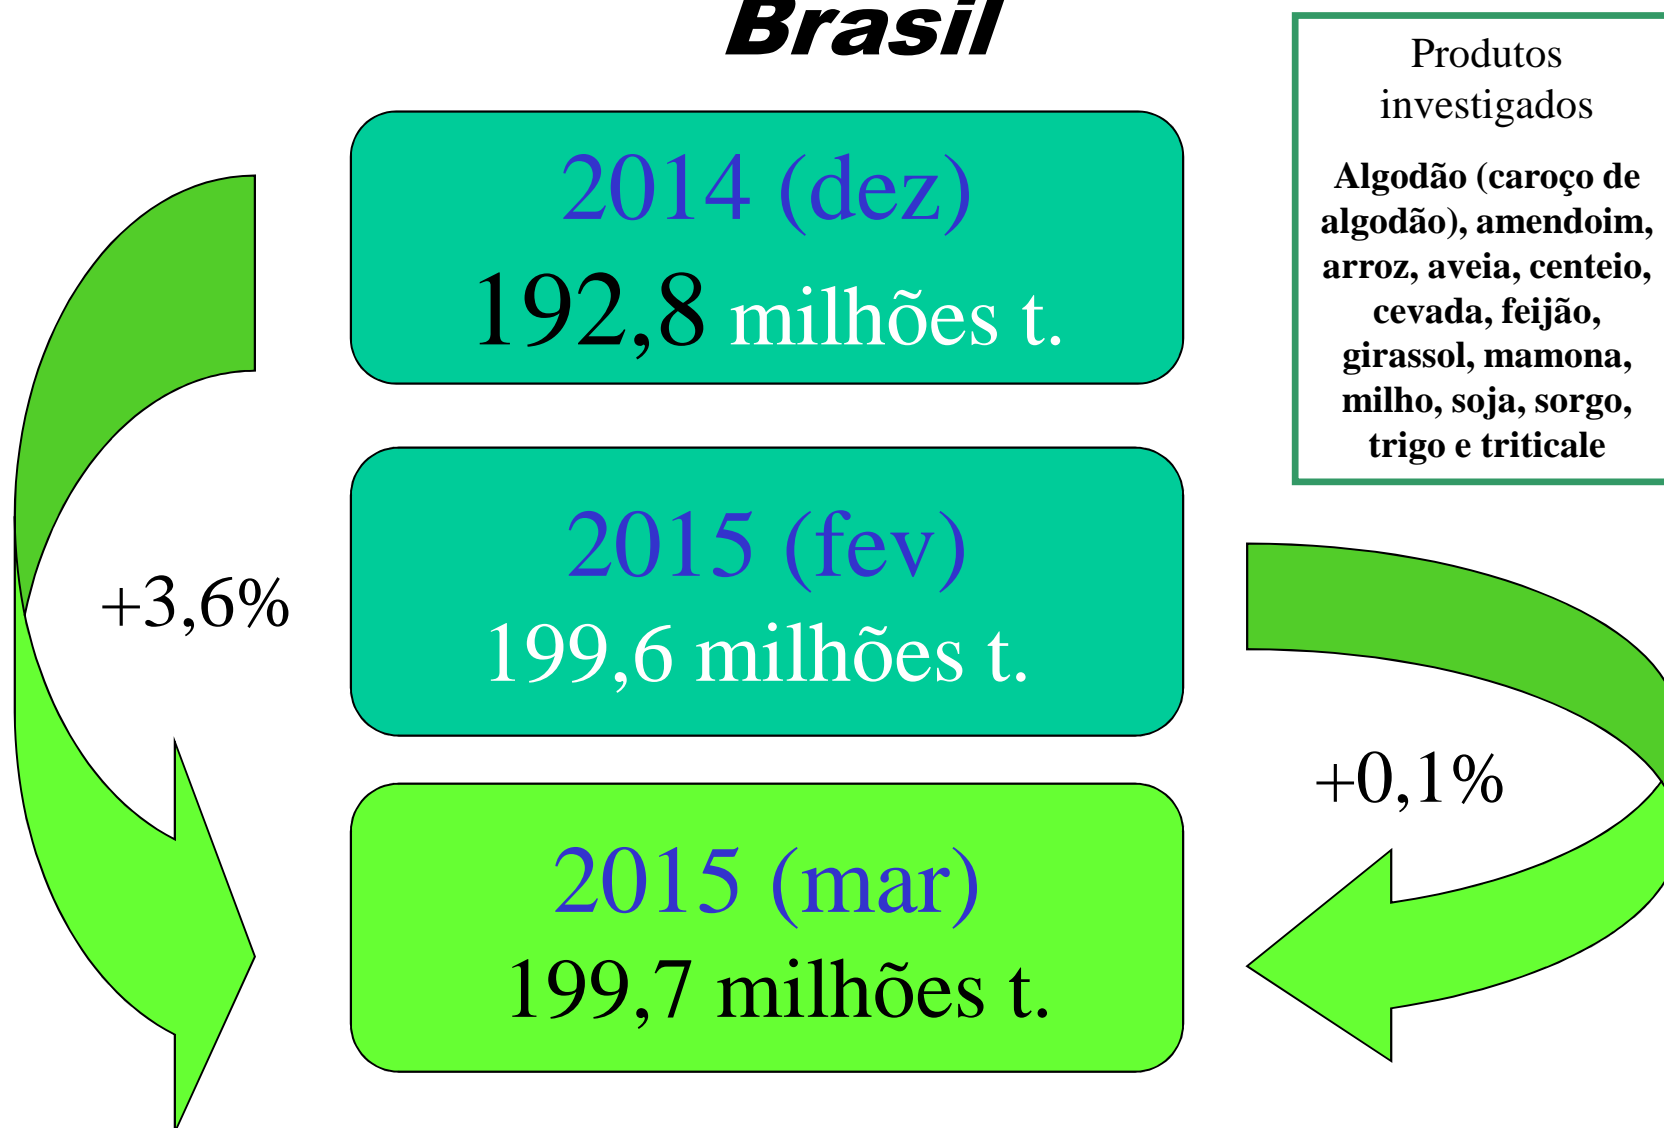 Brasil
Produtos
investigados
Algodão (caroço de
algodão), amendoim,
arroz, aveia, centeio,
cevada, feijão,
girassol, mamona,
milho, soja, sorgo,
trigo e triticale
2014 (dez)
192,8 milhões t.
2015 (fev)
199,6 milhões t.
+3,6%
+0,1%
2015 (mar)
199,7 milhões t.